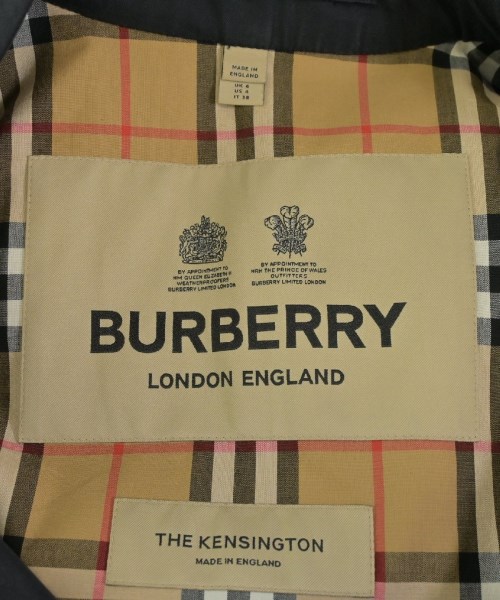 MADE IN
ENGLAND
UK 6
US 4
IT 38
BY APPOINTMENT TO
HM QUEEN ELIZABETH II
WEATHERPROOFERS
BURBERRY LIMITED LONDON
BY APPOINTMENT TO
HRH THE PRINCE OF WALES
OUTFITTERS
BURBERRY LIMITED LONDON
BURBERRY
LONDON ENGLAND
THE KENSINGTON
MADE IN ENGLAND